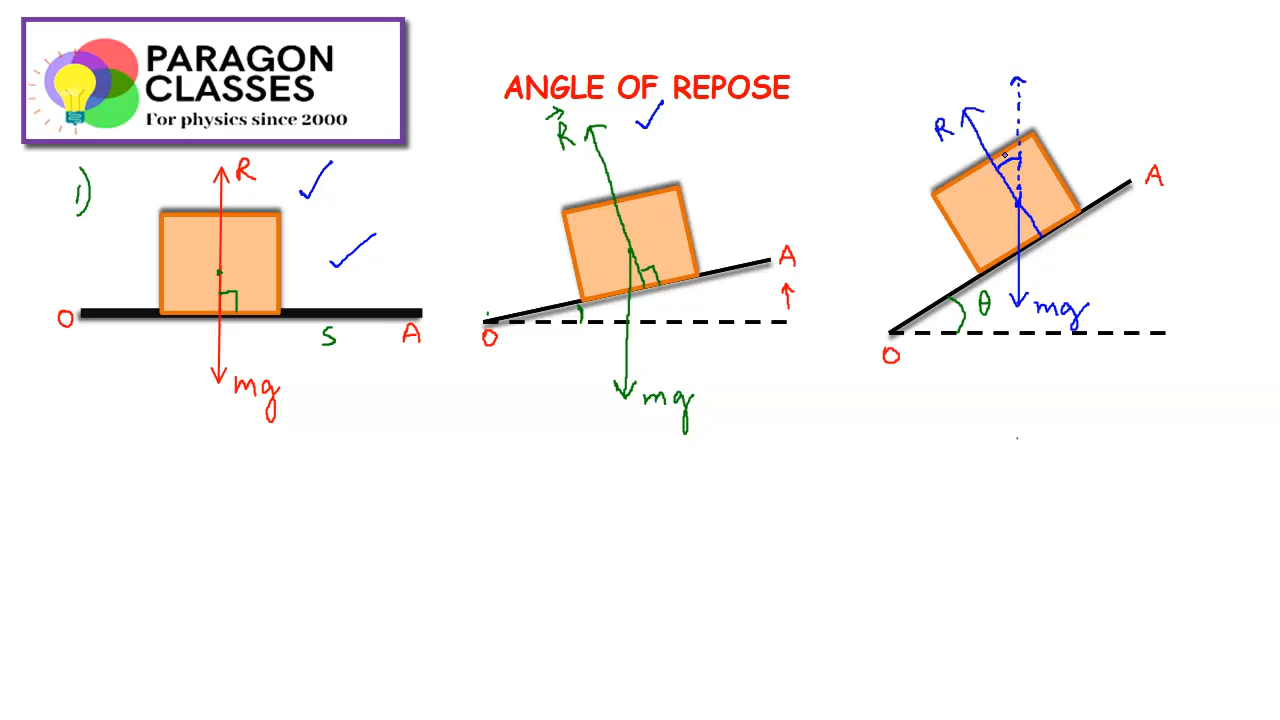 PARAGON
CLASSES
For physics since 2000
ANGLE OF REPOSE
1)
R
O
S
A
mg
R
A
O
mg
R
A
θ
mg
O